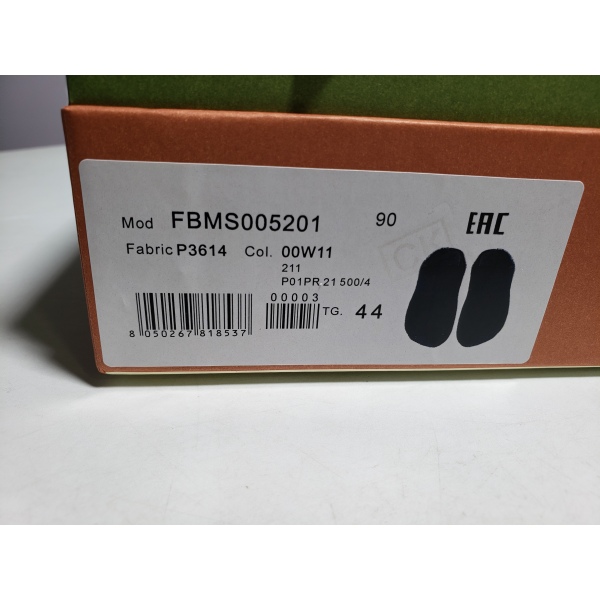 Mod FBMS005201 90 EAC
Fabric P3614 Col. 00W11
211
P01PR 21 500/4
00003
TG. 44
8 050267 818537